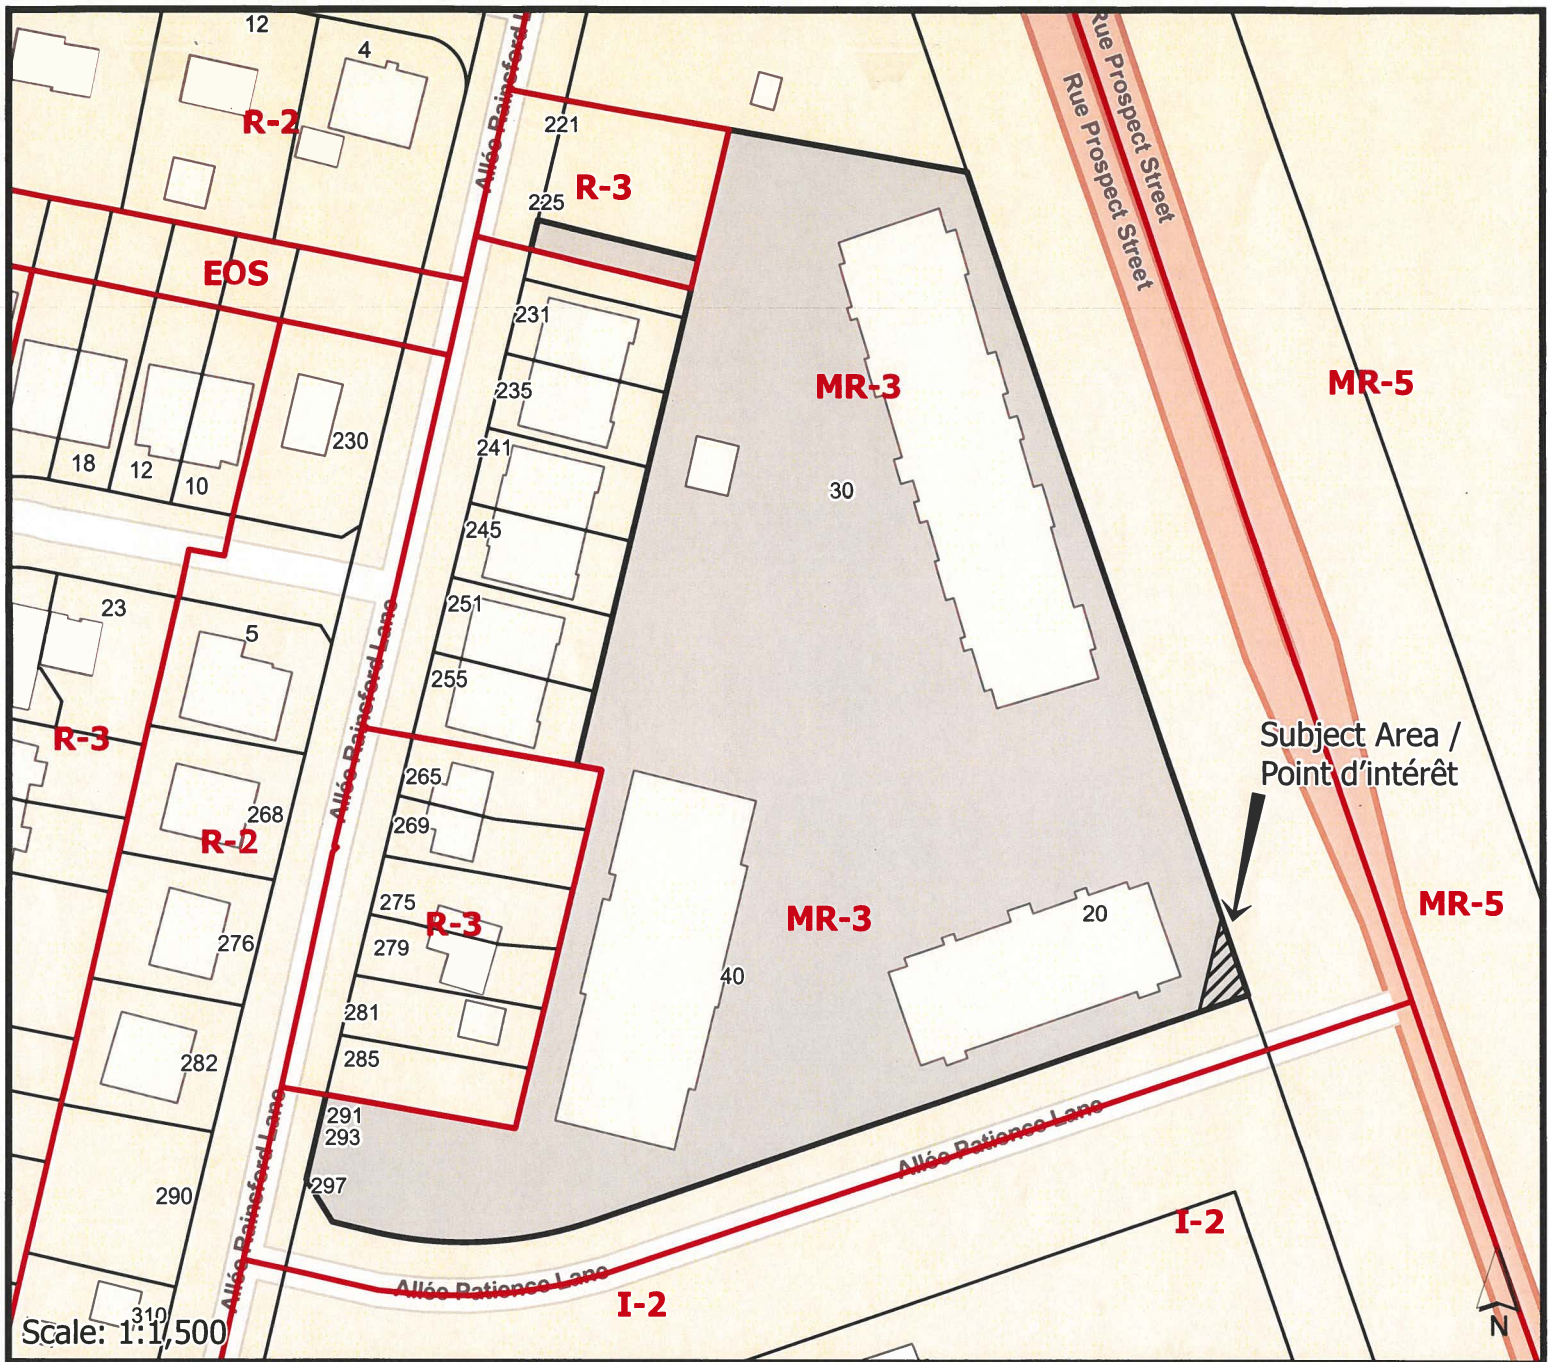 12
4
R-2
Allée Rainsford
221
R-3
225
EOS
Rue Prospect Street
Rue Prospect Street
231
235
MR-3
MR-5
230
18
12
10
241
30
245
23
5
251
255
Allée Rainsford Lane
R-3
Subject Area /
Point d'intérêt
265
268
R-2
269
275
R-3
279
MR-3
20
MR-5
276
40
281
282
285
291
293
297
290
Allée Rainsford Lane
Allée Patience Lane
I-2
Allée Patience Lane
I-2
310
Scale: 1:1,500
N